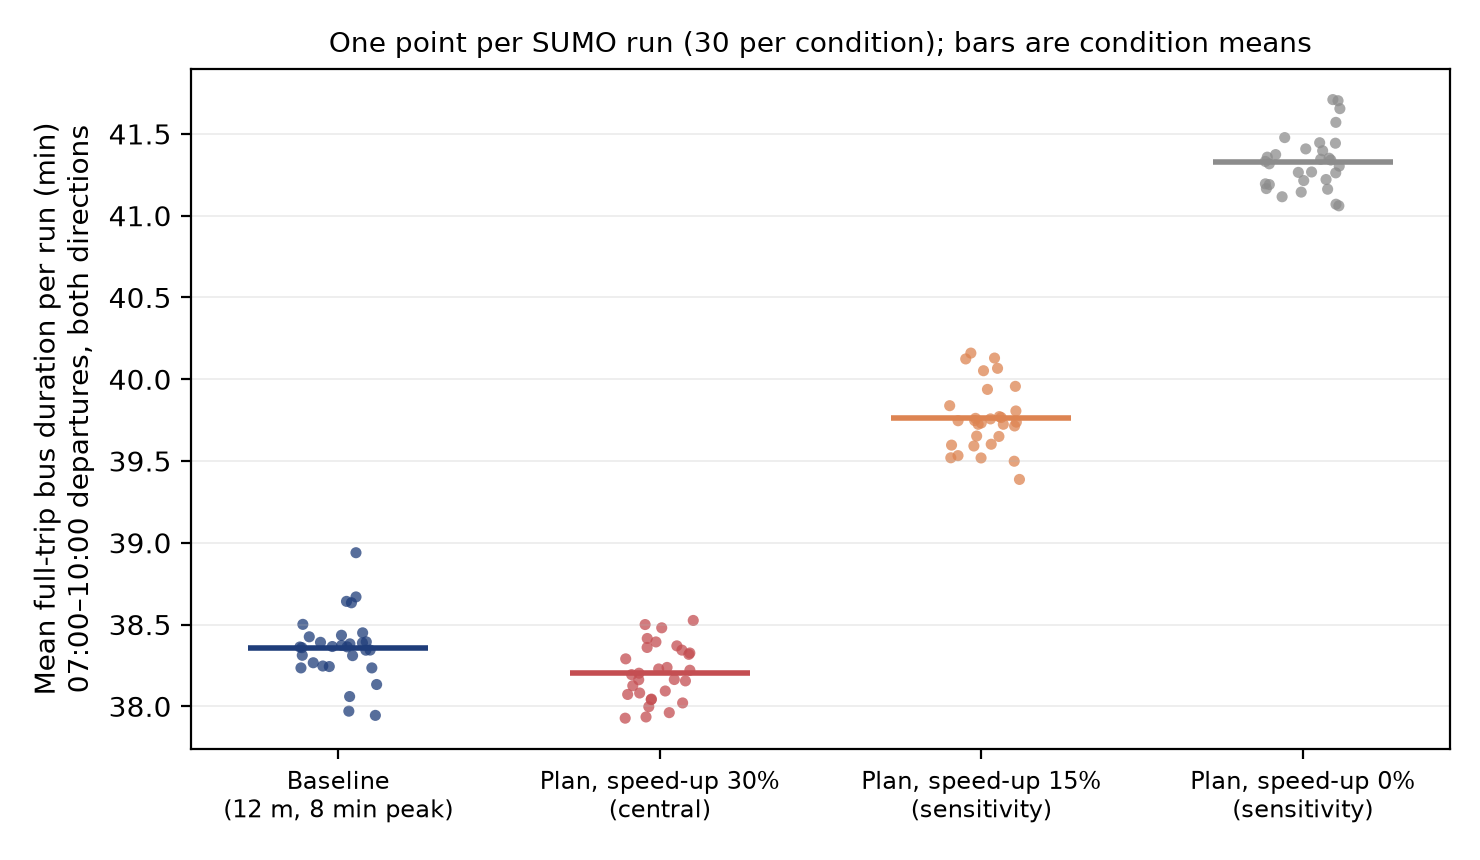 One point per SUMO run (30 per condition); bars are condition means
Mean full-trip bus duration per run (min)
07:00–10:00 departures, both directions
41.5
41.0
40.5
40.0
39.5
39.0
38.5
38.0
Baseline
(12 m, 8 min peak)
Plan, speed-up 30%
(central)
Plan, speed-up 15%
(sensitivity)
Plan, speed-up 0%
(sensitivity)